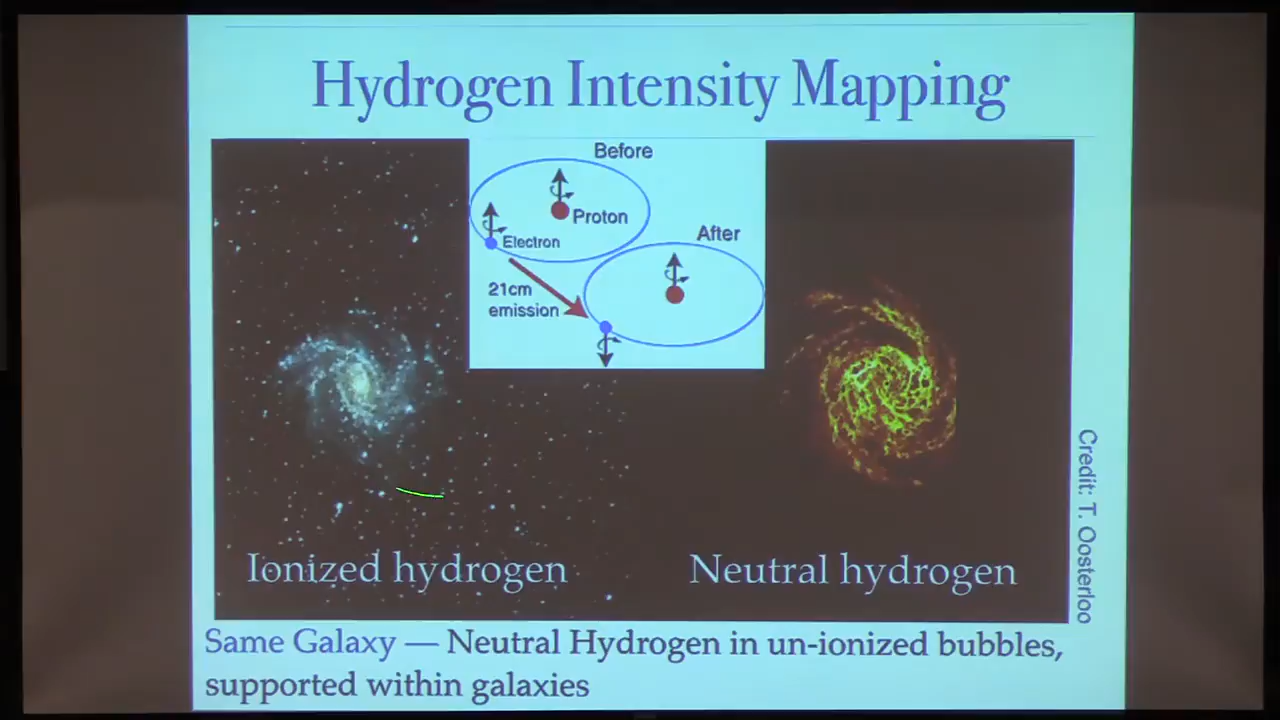 Hydrogen Intensity Mapping
Before
Proton
Electron
After
21cm
emission
Ionized hydrogen
Neutral hydrogen
Credit: T. Oosterloo
Same Galaxy — Neutral Hydrogen in un-ionized bubbles,
supported within galaxies